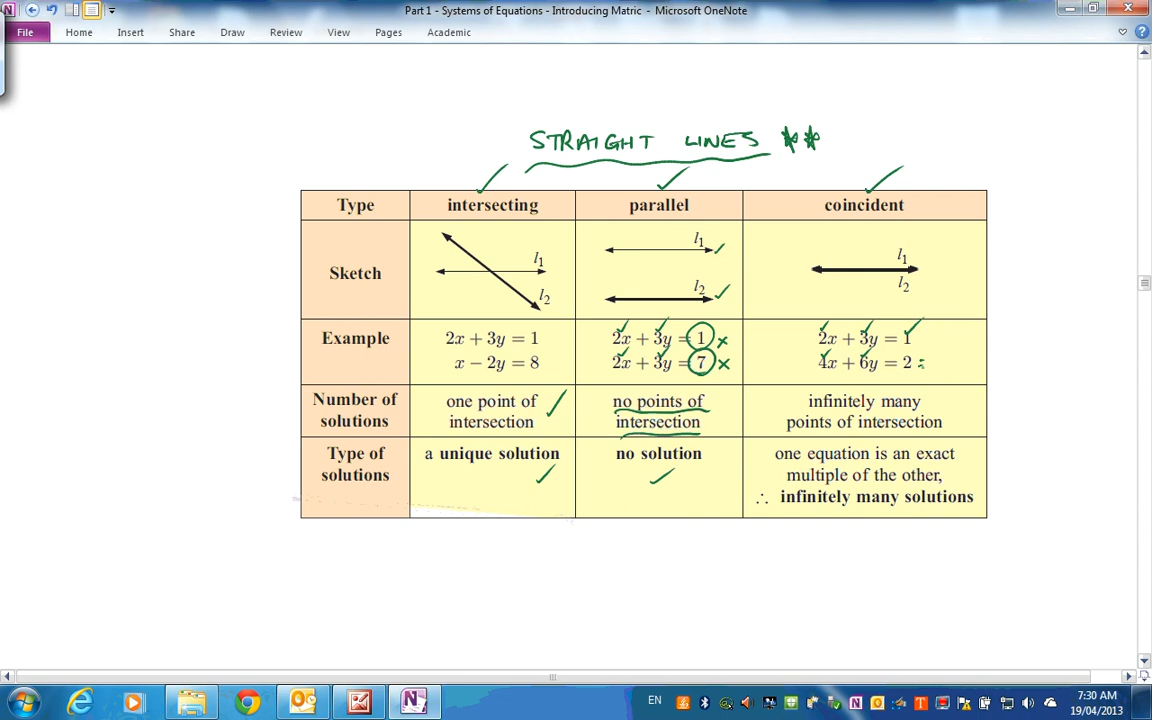 Part 1 - Systems of Equations - Introducing Matric - Microsoft OneNote
File Home Insert Share Draw Review View Pages Academic
STRAIGHT LINES **
Type intersecting parallel coincident
Sketch
l₁ l₂
l₁ l₂
l₁ l₂
Example
2x + 3y = 1
x − 2y = 8
2x + 3y = 1 ×
2x + 3y = 7 ×
2x + 3y = 1
4x + 6y = 2
Number of
solutions
one point of
intersection
no points of
intersection
infinitely many
points of intersection
Type of
solutions
a unique solution
no solution
one equation is an exact
multiple of the other,
∴ infinitely many solutions
EN
7:30 AM
19/04/2013